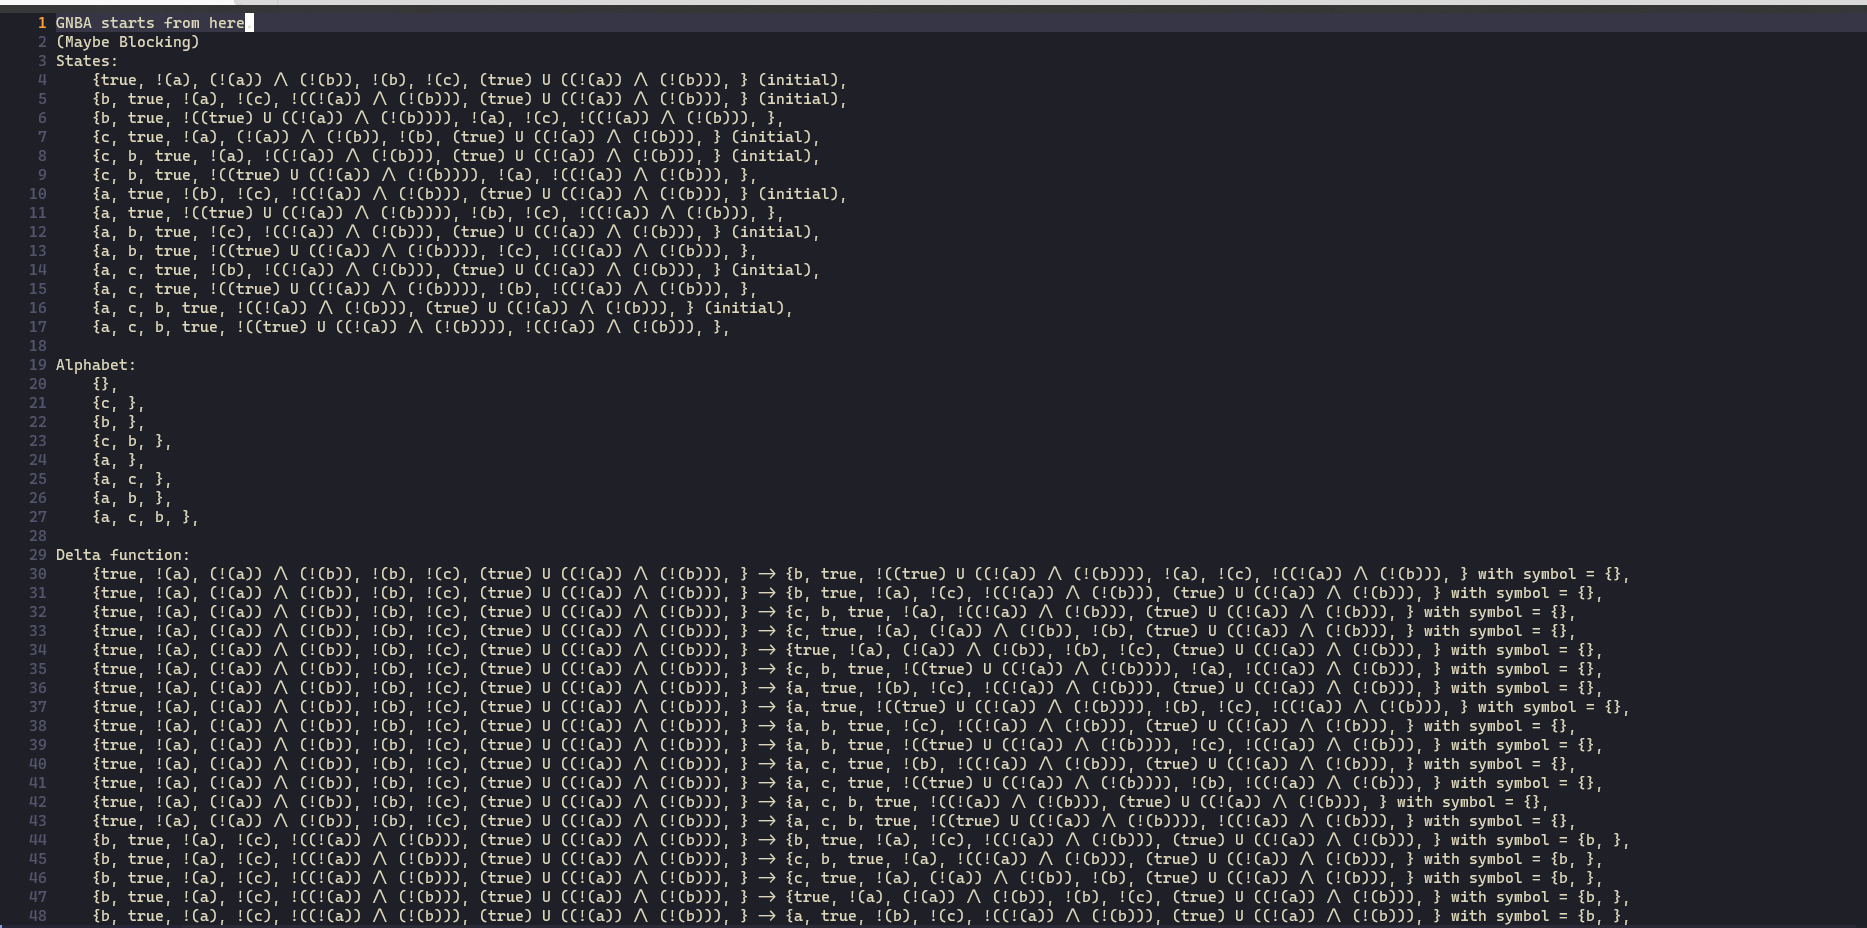 1 GNBA starts from here
2 (Maybe Blocking)
3 States:
4 {true, !(a), (!(a)) /\ (!(b)), !(b), !(c), (true) U ((!(a)) /\ (!(b))), } (initial),
5 {b, true, !(a), !(c), !((!(a)) /\ (!(b))), (true) U ((!(a)) /\ (!(b))), } (initial),
6 {b, true, !((true) U ((!(a)) /\ (!(b)))), !(a), !(c), !((!(a)) /\ (!(b))), },
7 {c, true, !(a), (!(a)) /\ (!(b)), !(b), (true) U ((!(a)) /\ (!(b))), } (initial),
8 {c, b, true, !(a), !((!(a)) /\ (!(b))), (true) U ((!(a)) /\ (!(b))), } (initial),
9 {c, b, true, !((true) U ((!(a)) /\ (!(b)))), !(a), !((!(a)) /\ (!(b))), },
10 {a, true, !(b), !(c), !((!(a)) /\ (!(b))), (true) U ((!(a)) /\ (!(b))), } (initial),
11 {a, true, !((true) U ((!(a)) /\ (!(b)))), !(b), !(c), !((!(a)) /\ (!(b))), },
12 {a, b, true, !(c), !((!(a)) /\ (!(b))), (true) U ((!(a)) /\ (!(b))), } (initial),
13 {a, b, true, !((true) U ((!(a)) /\ (!(b)))), !(c), !((!(a)) /\ (!(b))), },
14 {a, c, true, !(b), !((!(a)) /\ (!(b))), (true) U ((!(a)) /\ (!(b))), } (initial),
15 {a, c, true, !((true) U ((!(a)) /\ (!(b)))), !(b), !((!(a)) /\ (!(b))), },
16 {a, c, b, true, !((!(a)) /\ (!(b))), (true) U ((!(a)) /\ (!(b))), } (initial),
17 {a, c, b, true, !((true) U ((!(a)) /\ (!(b)))), !((!(a)) /\ (!(b))), },
18
19 Alphabet:
20 {},
21 {c, },
22 {b, },
23 {c, b, },
24 {a, },
25 {a, c, },
26 {a, b, },
27 {a, c, b, },
28
29 Delta function:
30 {true, !(a), (!(a)) /\ (!(b)), !(b), !(c), (true) U ((!(a)) /\ (!(b))), } -> {b, true, !((true) U ((!(a)) /\ (!(b)))), !(a), !(c), !((!(a)) /\ (!(b))), } with symbol = {},
31 {true, !(a), (!(a)) /\ (!(b)), !(b), !(c), (true) U ((!(a)) /\ (!(b))), } -> {b, true, !(a), !(c), !((!(a)) /\ (!(b))), (true) U ((!(a)) /\ (!(b))), } with symbol = {},
32 {true, !(a), (!(a)) /\ (!(b)), !(b), !(c), (true) U ((!(a)) /\ (!(b))), } -> {c, b, true, !(a), !((!(a)) /\ (!(b))), (true) U ((!(a)) /\ (!(b))), } with symbol = {},
33 {true, !(a), (!(a)) /\ (!(b)), !(b), !(c), (true) U ((!(a)) /\ (!(b))), } -> {c, true, !(a), (!(a)) /\ (!(b)), !(b), (true) U ((!(a)) /\ (!(b))), } with symbol = {},
34 {true, !(a), (!(a)) /\ (!(b)), !(b), !(c), (true) U ((!(a)) /\ (!(b))), } -> {true, !(a), (!(a)) /\ (!(b)), !(b), !(c), (true) U ((!(a)) /\ (!(b))), } with symbol = {},
35 {true, !(a), (!(a)) /\ (!(b)), !(b), !(c), (true) U ((!(a)) /\ (!(b))), } -> {c, b, true, !((true) U ((!(a)) /\ (!(b)))), !(a), !((!(a)) /\ (!(b))), } with symbol = {},
36 {true, !(a), (!(a)) /\ (!(b)), !(b), !(c), (true) U ((!(a)) /\ (!(b))), } -> {a, true, !(b), !(c), !((!(a)) /\ (!(b))), (true) U ((!(a)) /\ (!(b))), } with symbol = {},
37 {true, !(a), (!(a)) /\ (!(b)), !(b), !(c), (true) U ((!(a)) /\ (!(b))), } -> {a, true, !((true) U ((!(a)) /\ (!(b)))), !(b), !(c), !((!(a)) /\ (!(b))), } with symbol = {},
38 {true, !(a), (!(a)) /\ (!(b)), !(b), !(c), (true) U ((!(a)) /\ (!(b))), } -> {a, b, true, !(c), !((!(a)) /\ (!(b))), (true) U ((!(a)) /\ (!(b))), } with symbol = {},
39 {true, !(a), (!(a)) /\ (!(b)), !(b), !(c), (true) U ((!(a)) /\ (!(b))), } -> {a, b, true, !((true) U ((!(a)) /\ (!(b)))), !(c), !((!(a)) /\ (!(b))), } with symbol = {},
40 {true, !(a), (!(a)) /\ (!(b)), !(b), !(c), (true) U ((!(a)) /\ (!(b))), } -> {a, c, true, !(b), !((!(a)) /\ (!(b))), (true) U ((!(a)) /\ (!(b))), } with symbol = {},
41 {true, !(a), (!(a)) /\ (!(b)), !(b), !(c), (true) U ((!(a)) /\ (!(b))), } -> {a, c, true, !((true) U ((!(a)) /\ (!(b)))), !(b), !((!(a)) /\ (!(b))), } with symbol = {},
42 {true, !(a), (!(a)) /\ (!(b)), !(b), !(c), (true) U ((!(a)) /\ (!(b))), } -> {a, c, b, true, !((!(a)) /\ (!(b))), (true) U ((!(a)) /\ (!(b))), } with symbol = {},
43 {true, !(a), (!(a)) /\ (!(b)), !(b), !(c), (true) U ((!(a)) /\ (!(b))), } -> {a, c, b, true, !((true) U ((!(a)) /\ (!(b)))), !((!(a)) /\ (!(b))), } with symbol = {},
44 {b, true, !(a), !(c), !((!(a)) /\ (!(b))), (true) U ((!(a)) /\ (!(b))), } -> {b, true, !(a), !(c), !((!(a)) /\ (!(b))), (true) U ((!(a)) /\ (!(b))), } with symbol = {b, },
45 {b, true, !(a), !(c), !((!(a)) /\ (!(b))), (true) U ((!(a)) /\ (!(b))), } -> {c, b, true, !(a), !((!(a)) /\ (!(b))), (true) U ((!(a)) /\ (!(b))), } with symbol = {b, },
46 {b, true, !(a), !(c), !((!(a)) /\ (!(b))), (true) U ((!(a)) /\ (!(b))), } -> {c, true, !(a), (!(a)) /\ (!(b)), !(b), (true) U ((!(a)) /\ (!(b))), } with symbol = {b, },
47 {b, true, !(a), !(c), !((!(a)) /\ (!(b))), (true) U ((!(a)) /\ (!(b))), } -> {true, !(a), (!(a)) /\ (!(b)), !(b), !(c), (true) U ((!(a)) /\ (!(b))), } with symbol = {b, },
48 {b, true, !(a), !(c), !((!(a)) /\ (!(b))), (true) U ((!(a)) /\ (!(b))), } -> {a, true, !(b), !(c), !((!(a)) /\ (!(b))), (true) U ((!(a)) /\ (!(b))), } with symbol = {b, },